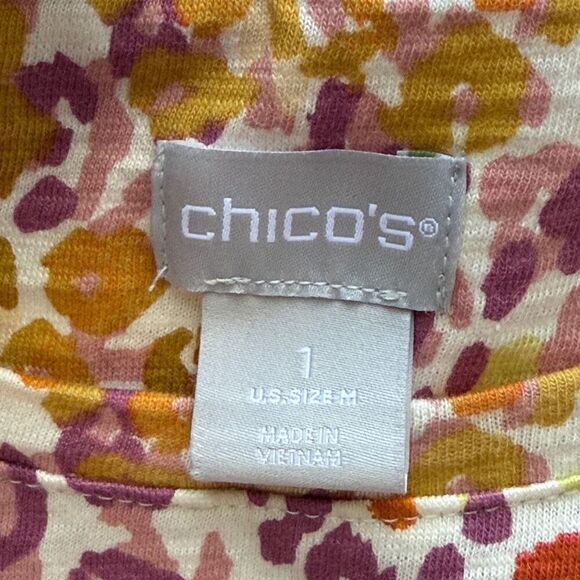 chico's®
1
U.S.SIZE-M
MADE IN
VIETNAM